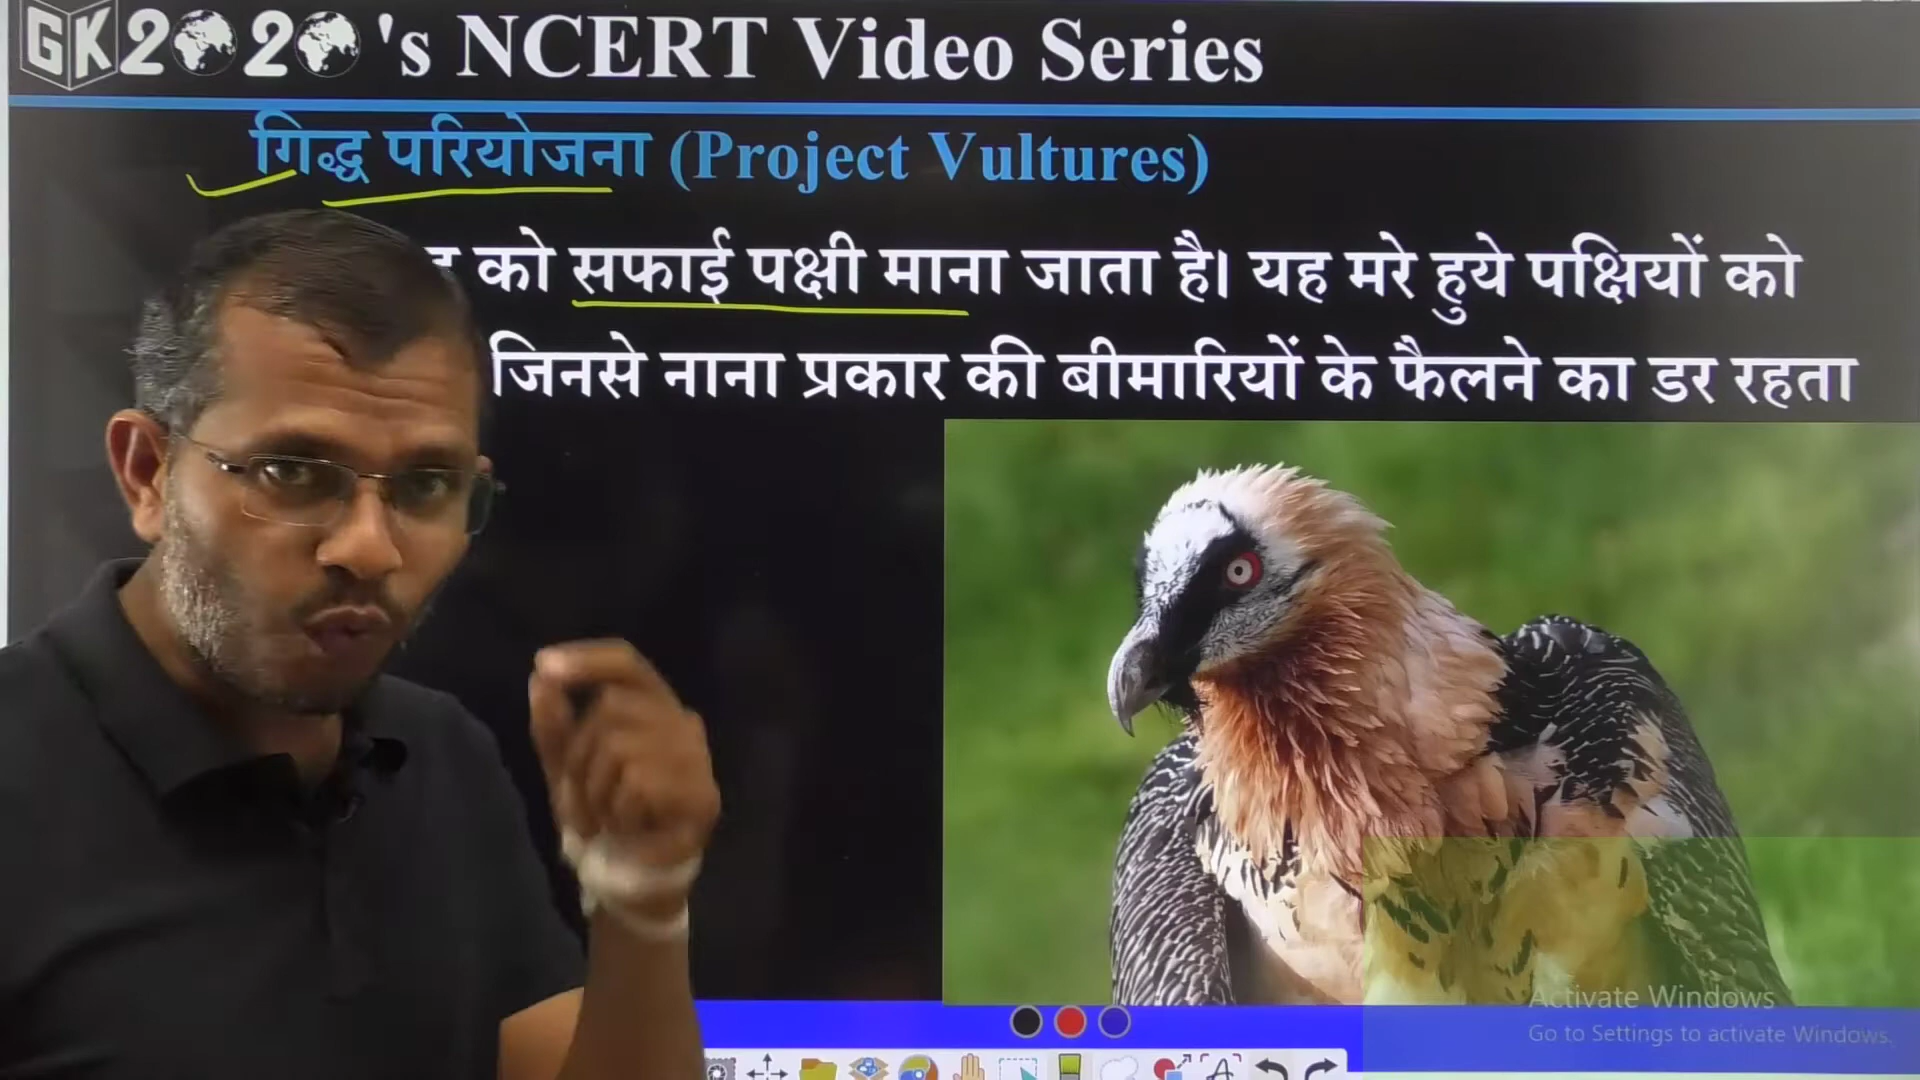 GK2020's NCERT Video Series
गिद्ध परियोजना (Project Vultures)
को सफाई पक्षी माना जाता है। यह मरे हुये पक्षियों को
जिनसे नाना प्रकार की बीमारियों के फैलने का डर रहता
Activate Windows
Go to Settings to activate Windows.